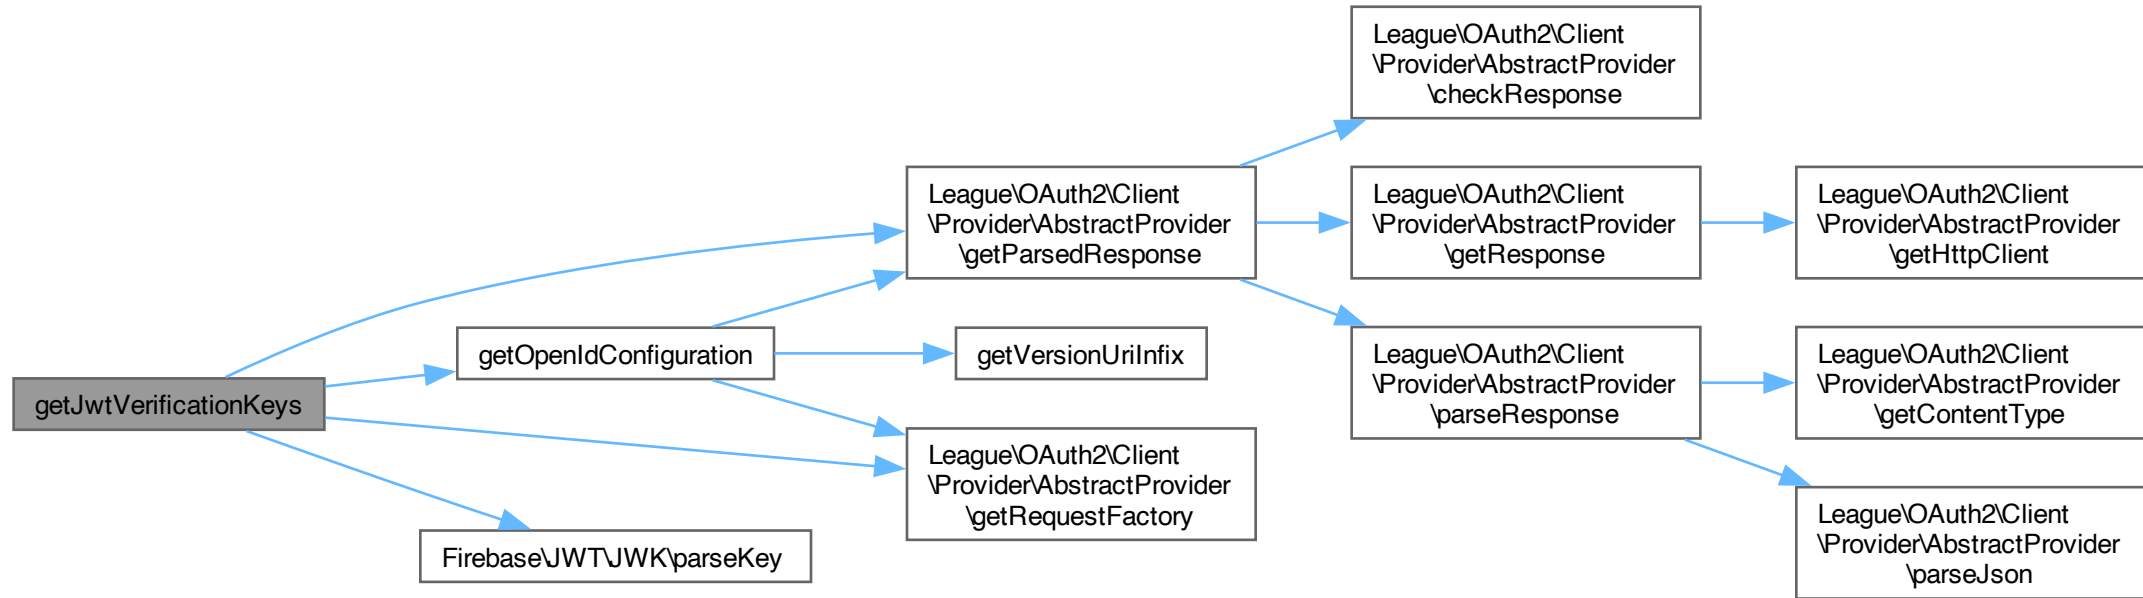 getJwtVerificationKeys
getOpenIdConfiguration
Firebase\JWT\JWK\parseKey
League\OAuth2\Client
\Provider\AbstractProvider
\getParsedResponse
getVersionUriInfix
League\OAuth2\Client
\Provider\AbstractProvider
\getRequestFactory
League\OAuth2\Client
\Provider\AbstractProvider
\checkResponse
League\OAuth2\Client
\Provider\AbstractProvider
\getResponse
League\OAuth2\Client
\Provider\AbstractProvider
\parseResponse
League\OAuth2\Client
\Provider\AbstractProvider
\getHttpClient
League\OAuth2\Client
\Provider\AbstractProvider
\getContentType
League\OAuth2\Client
\Provider\AbstractProvider
\parseJson